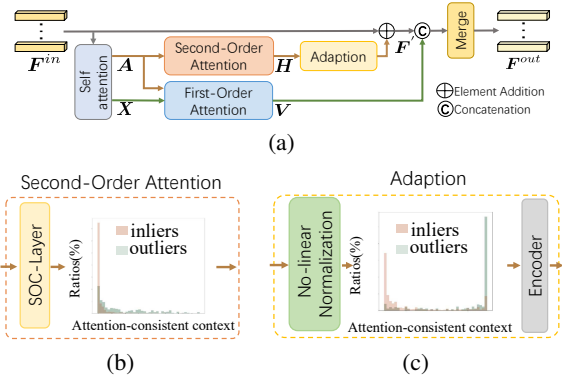 F^in
Self
attention
A
X
Second-Order
Attention
H
Adaption
First-Order
Attention
V
F'
C
Merge
F^out
Element Addition
C Concatenation
(a)
Second-Order Attention
SOC-Layer
Ratios(%)
inliers
outliers
Attention-consistent context
(b)
Adaption
No-linear
Normalization
Ratios(%)
inliers
outliers
Attention-consistent context
Encoder
(c)